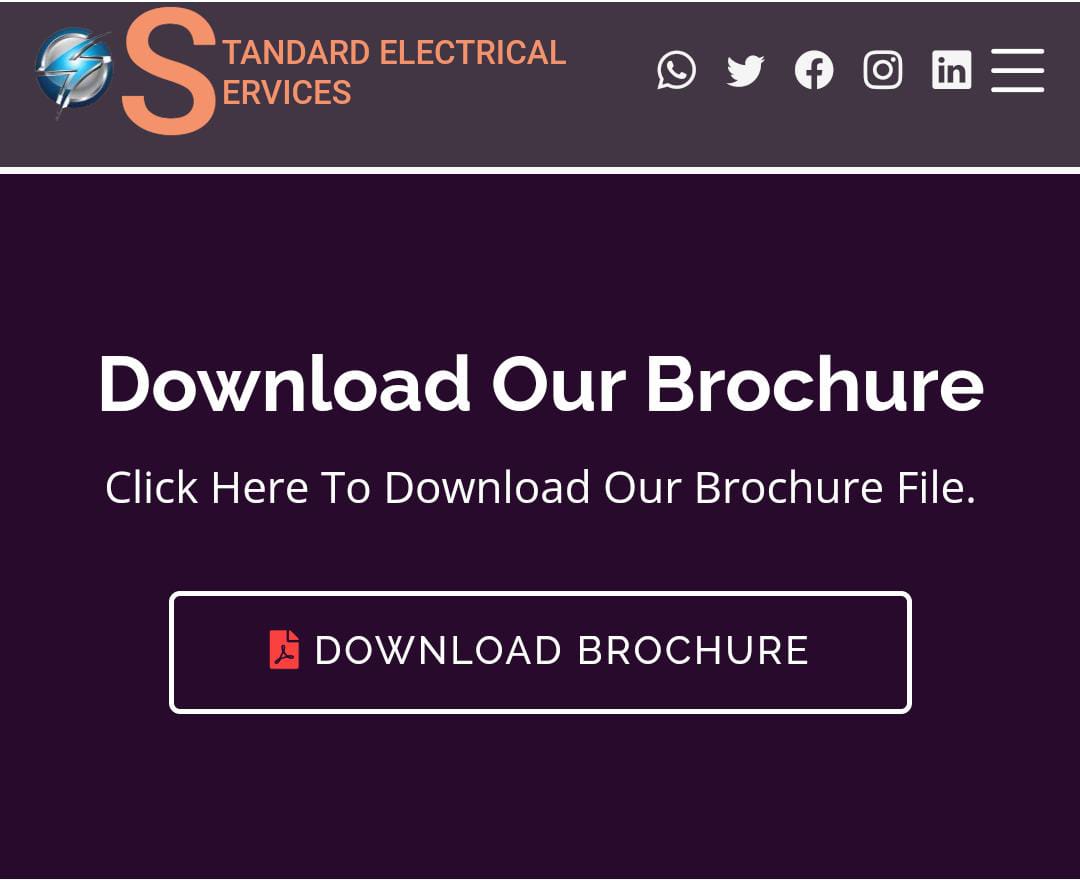 STANDARD ELECTRICAL
SERVICES
Download Our Brochure
Click Here To Download Our Brochure File.
DOWNLOAD BROCHURE